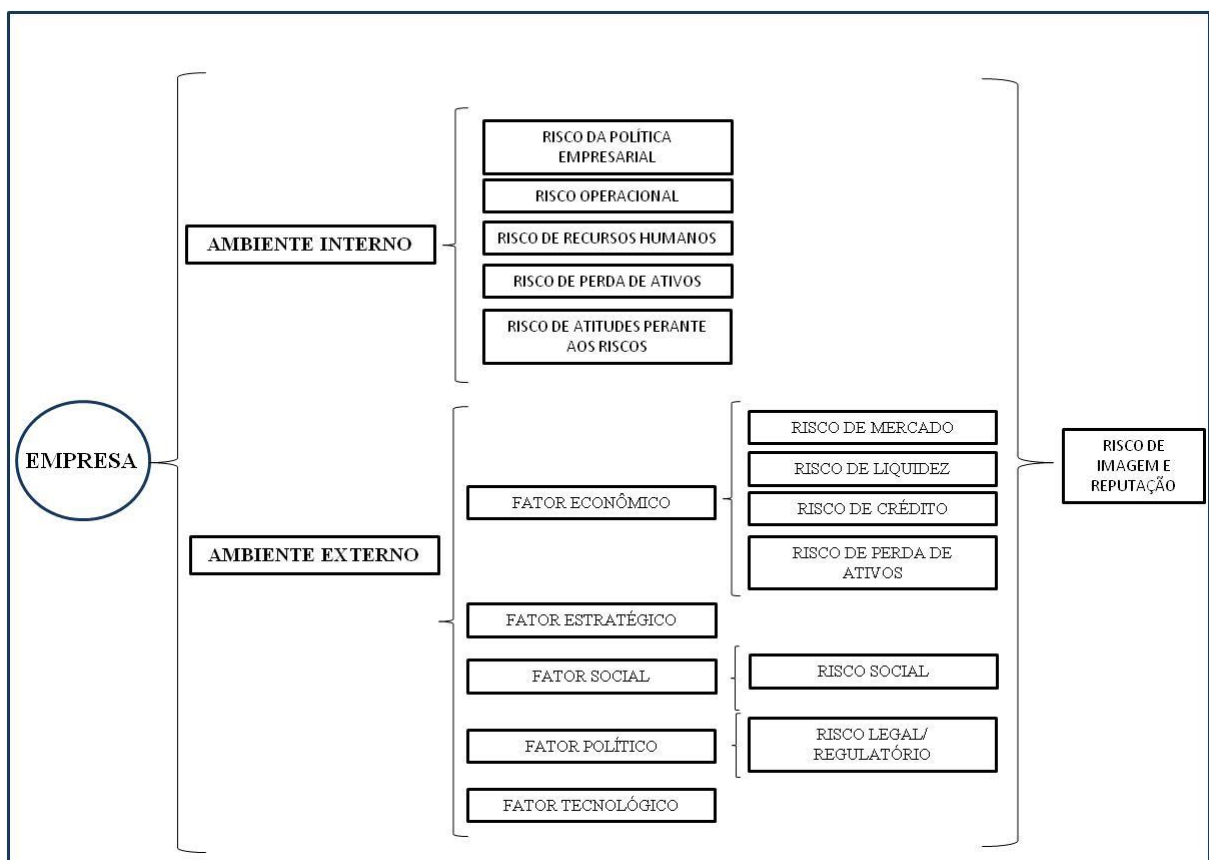 EMPRESA
AMBIENTE INTERNO
RISCO DA POLÍTICA
EMPRESARIAL
RISCO OPERACIONAL
RISCO DE RECURSOS HUMANOS
RISCO DE PERDA DE ATIVOS
RISCO DE ATITUDES PERANTE
AOS RISCOS
AMBIENTE EXTERNO
FATOR ECONÔMICO
RISCO DE MERCADO
RISCO DE LIQUIDEZ
RISCO DE CRÉDITO
RISCO DE PERDA DE
ATIVOS
FATOR ESTRATÉGICO
FATOR SOCIAL
RISCO SOCIAL
FATOR POLÍTICO
RISCO LEGAL/
REGULATÓRIO
FATOR TECNOLÓGICO
RISCO DE
IMAGEM E
REPUTAÇÃO